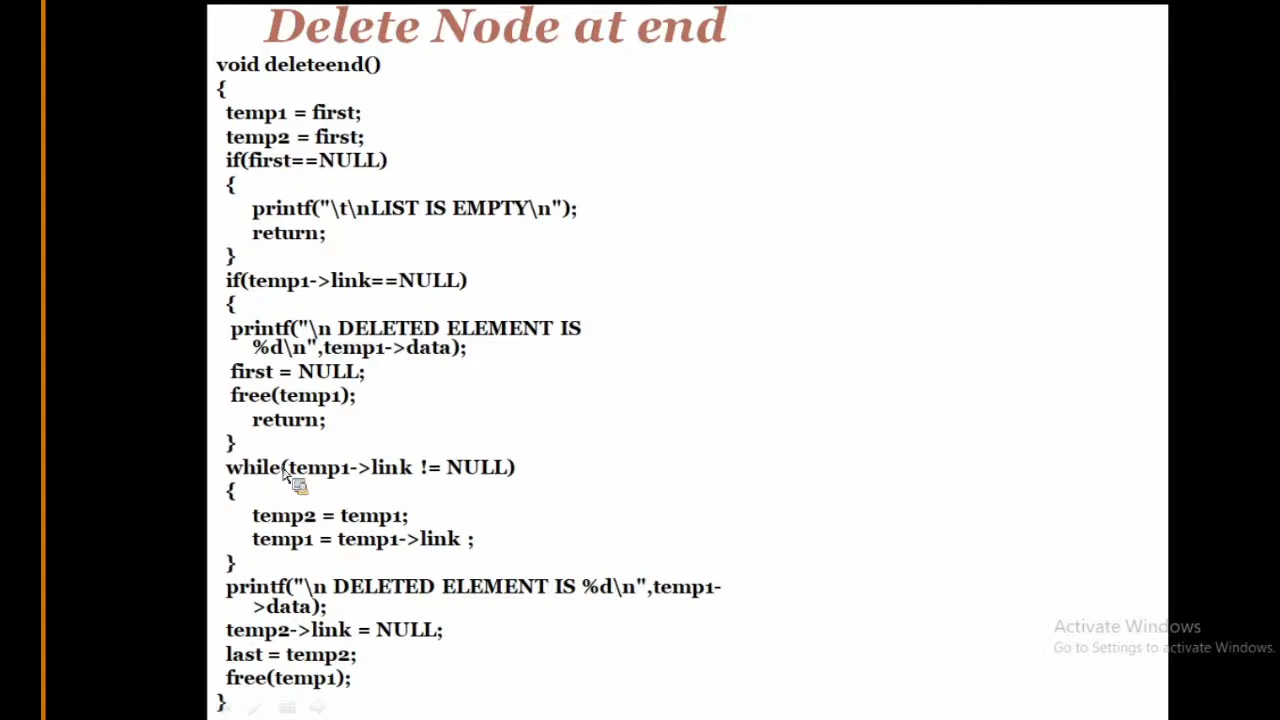 Delete Node at end
void deleteend()
{
temp1 = first;
temp2 = first;
if(first==NULL)
{
printf("\t\nLIST IS EMPTY\n");
return;
}
if(temp1->link==NULL)
{
printf("\n DELETED ELEMENT IS
%d\n",temp1->data);
first = NULL;
free(temp1);
return;
}
while(temp1->link != NULL)
{
temp2 = temp1;
temp1 = temp1->link ;
}
printf("\n DELETED ELEMENT IS %d\n",temp1-
>data);
temp2->link = NULL;
last = temp2;
free(temp1);
}
Activate Windows
Go to Settings to activate Windows.